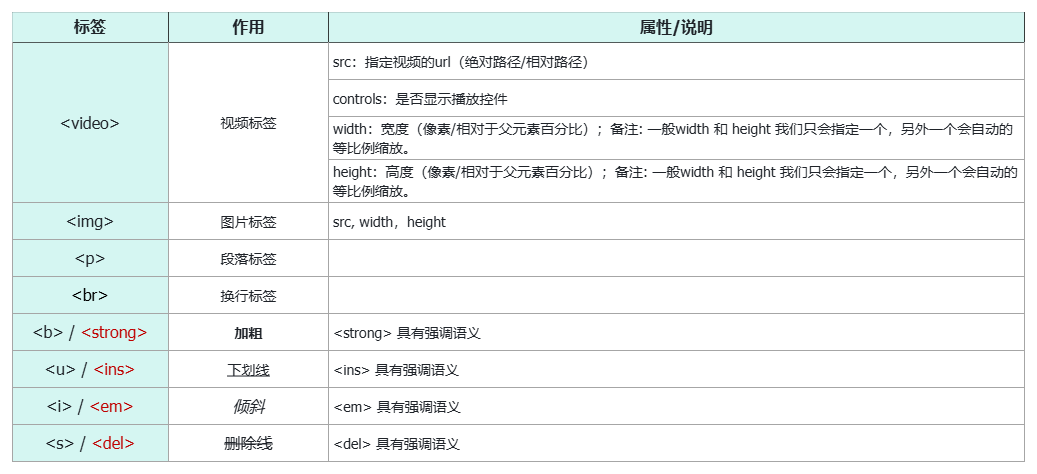 标签 作用 属性/说明
<video> 视频标签 src：指定视频的url（绝对路径/相对路径）
controls：是否显示播放控件
width：宽度（像素/相对于父元素百分比）；备注: 一般width 和 height 我们只会指定一个，另外一个会自动的
等比例缩放。
height：高度（像素/相对于父元素百分比）；备注: 一般width 和 height 我们只会指定一个，另外一个会自动的
等比例缩放。
<img> 图片标签 src, width，height
<p> 段落标签
<br> 换行标签
<b> / <strong> 加粗 <strong> 具有强调语义
<u> / <ins> 下划线 <ins> 具有强调语义
<i> / <em> 倾斜 <em> 具有强调语义
<s> / <del> 删除线 <del> 具有强调语义